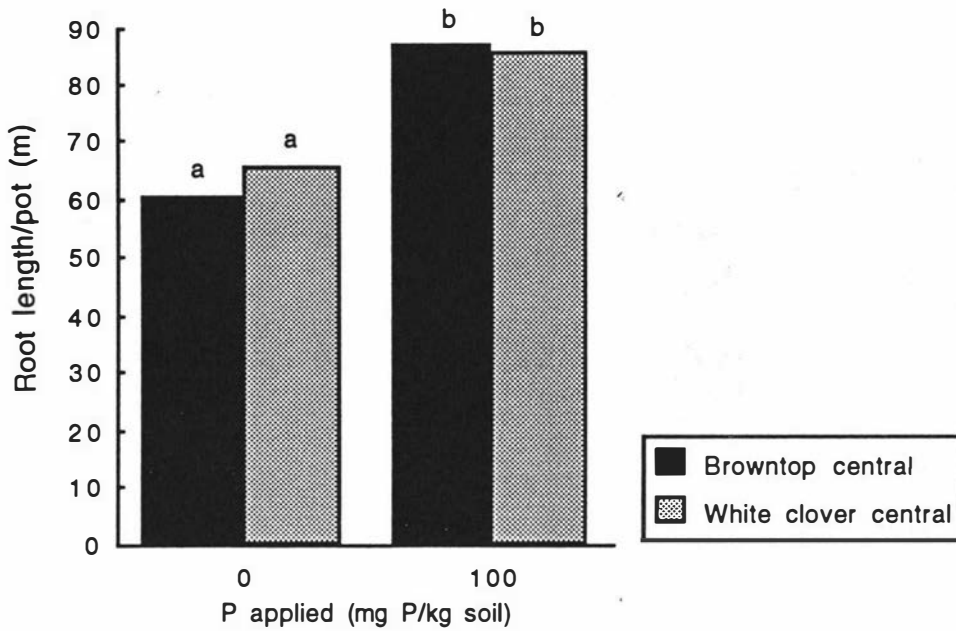 Root length/pot (m)
90
80
70
60
50
40
30
20
10
0
a
a
b
b
0
100
P applied (mg P/kg soil)
Browntop central
White clover central